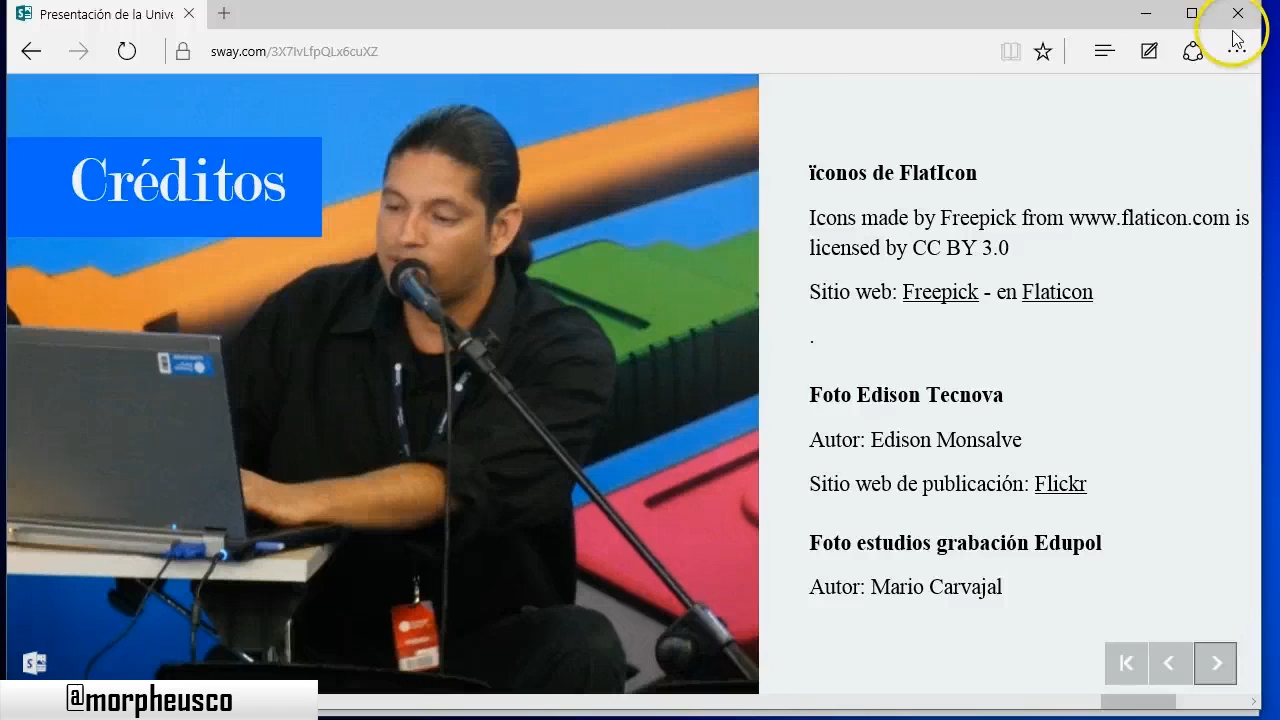 Presentación de la Unive
sway.com/3X7IvLfpQLx6cuXZ
Créditos
ïconos de FlatIcon
Icons made by Freepick from www.flaticon.com is
licensed by CC BY 3.0
Sitio web: Freepick - en Flaticon
.
Foto Edison Tecnova
Autor: Edison Monsalve
Sitio web de publicación: Flickr
Foto estudios grabación Edupol
Autor: Mario Carvajal
@morpheusco